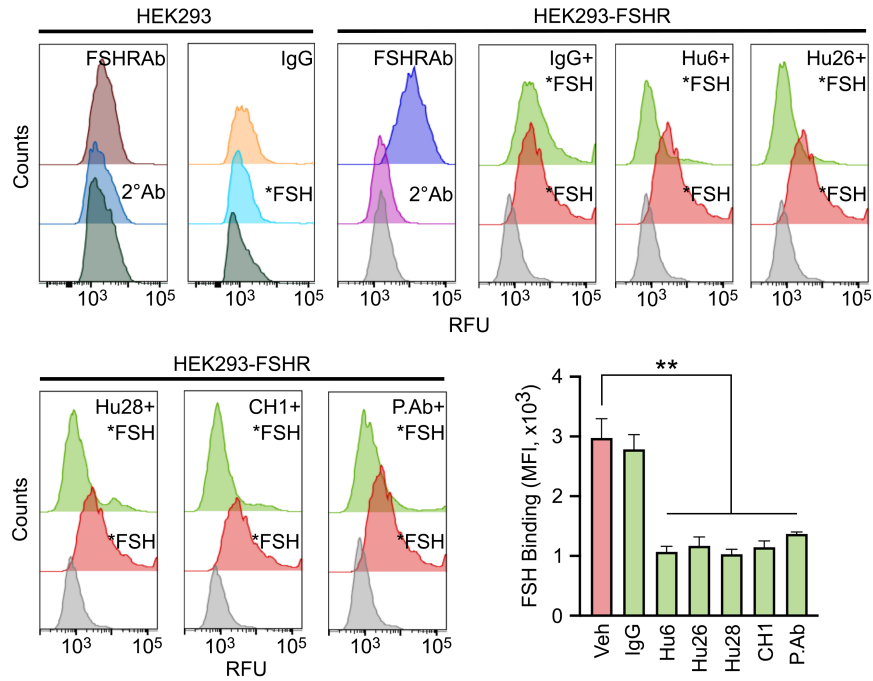 HEK293
HEK293-FSHR
FSHRAb
IgG
FSHRAb
IgG+
*FSH
Hu6+
*FSH
Hu26+
*FSH
Counts
2°Ab
*FSH
2°Ab
*FSH
*FSH
*FSH
10³ 10⁵
10³ 10⁵
10³ 10⁵
10³ 10⁵
10³ 10⁵
10³ 10⁵
RFU
HEK293-FSHR
Hu28+
*FSH
CH1+
*FSH
P.Ab+
*FSH
Counts
*FSH
*FSH
*FSH
10³ 10⁵
10³ 10⁵
10³ 10⁵
RFU
FSH Binding (MFI, x10³)
4
3
2
1
0
**
Veh
IgG
Hu6
Hu26
Hu28
CH1
P.Ab